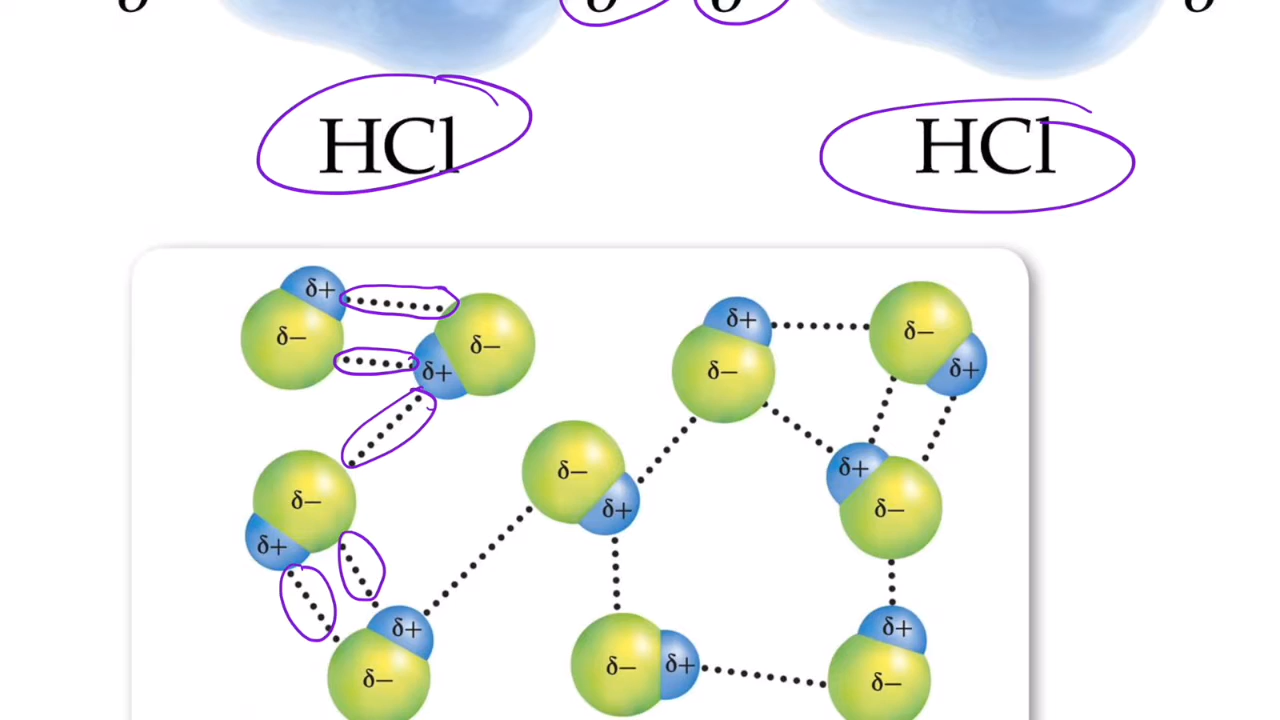 δ δ δ δ
HCl HCl
δ+ δ+ δ−
δ− δ− δ+
δ+ δ−
δ− δ+
δ− δ−
δ+ δ−
δ+
δ+ δ+
δ− δ+
δ− δ−